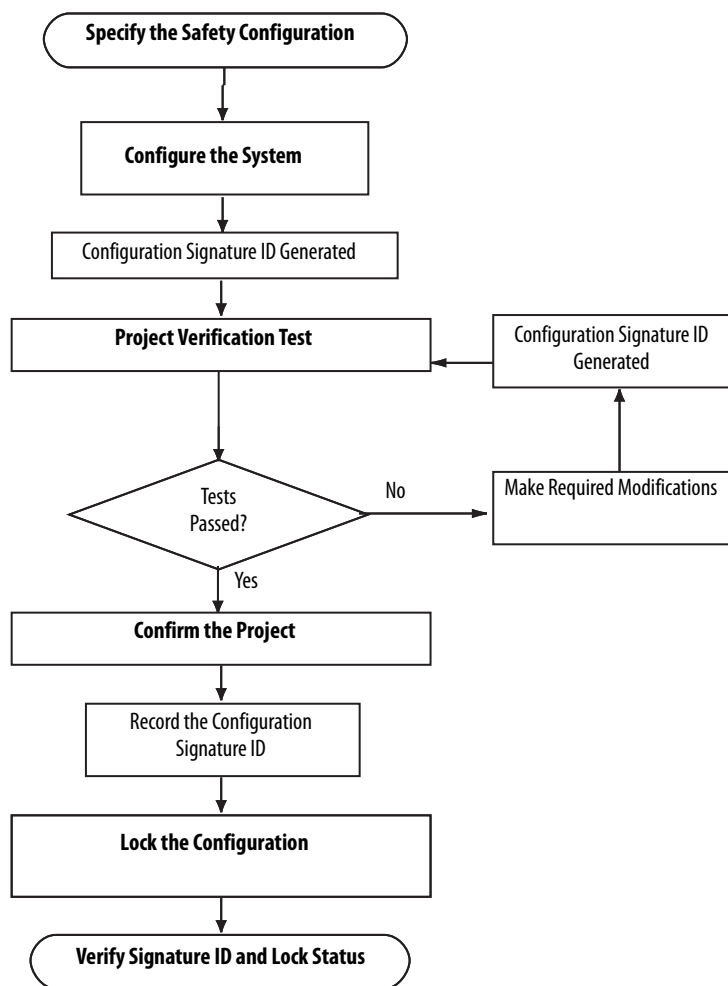 Specify the Safety Configuration
Configure the System
Configuration Signature ID Generated
Project Verification Test
Configuration Signature ID
Generated
Tests
Passed?
No
Make Required Modifications
Yes
Confirm the Project
Record the Configuration
Signature ID
Lock the Configuration
Verify Signature ID and Lock Status